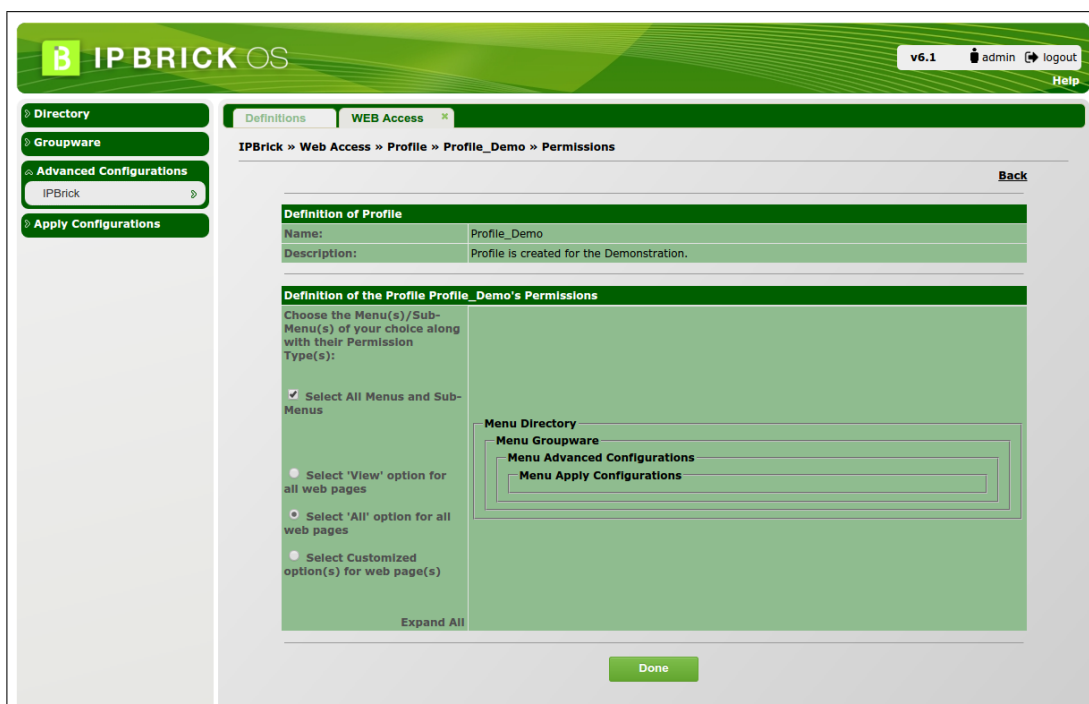 IPBRICK OS
v6.1 admin logout
Help
Directory
Groupware
Advanced Configurations
IPBrick
Apply Configurations
Definitions WEB Access
IPBrick » Web Access » Profile » Profile_Demo » Permissions
Back
Definition of Profile
Name: Profile_Demo
Description: Profile is created for the Demonstration.
Definition of the Profile Profile_Demo's Permissions
Choose the Menu(s)/Sub-
Menu(s) of your choice along
with their Permission
Type(s):
Select All Menus and Sub-
Menus
Select 'View' option for
all web pages
Select 'All' option for all
web pages
Select Customized
option(s) for web page(s)
Expand All
Menu Directory
Menu Groupware
Menu Advanced Configurations
Menu Apply Configurations
Done